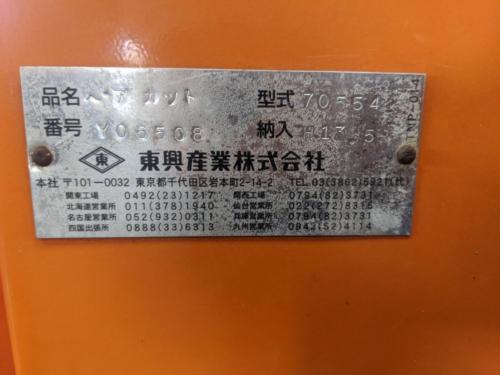 品名 ベアカット 型式 70554
番号 Y05508 納入 H13.5
東 東興産業株式会社
本社 〒101-0032 東京都千代田区岩本町2-14-2 TEL 03(3862)5921(代)
関東工場 0492(23)1217 関西工場 0794(82)3731
北海道営業所 011(378)1940 仙台営業所 022(272)8316
名古屋営業所 052(932)0311 兵庫営業所 0794(82)3731
四国出張所 0888(33)6313 九州営業所 0942(52)4114